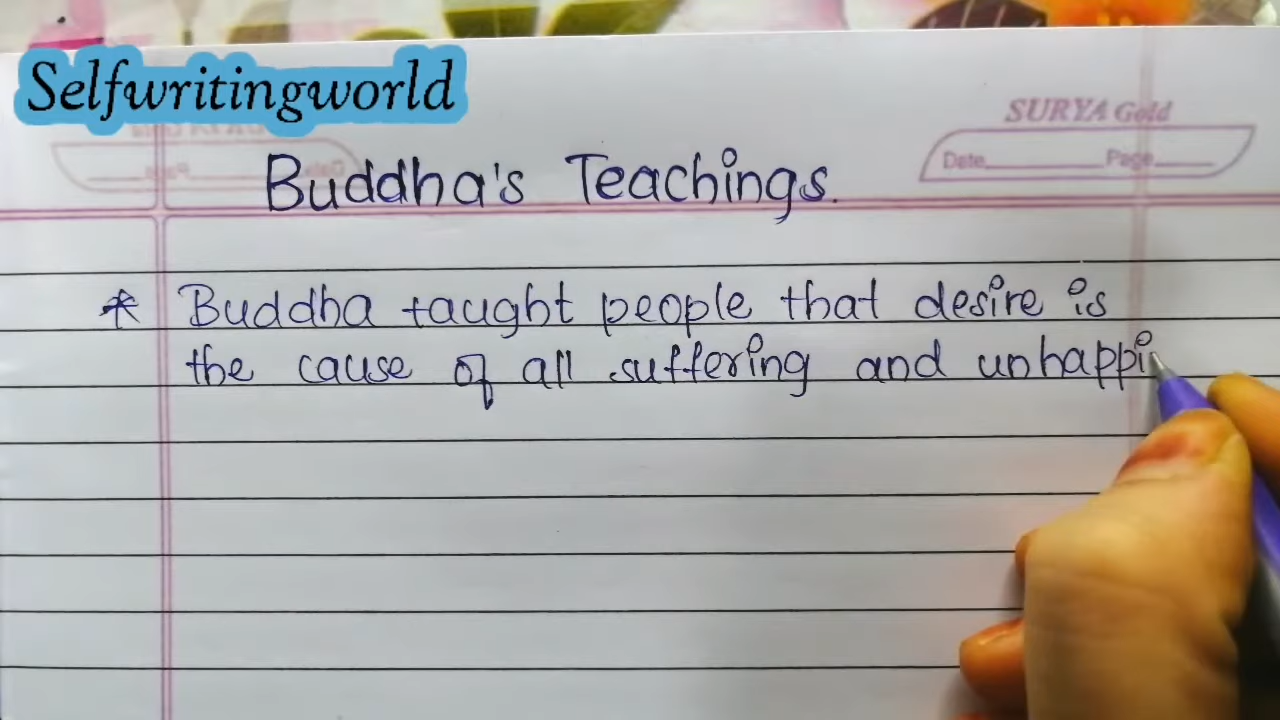 Selfwritingworld
SURYA Gold
Date Page
Buddha's Teachings.
* Buddha taught people that desire is
the cause of all suffering and unhappi